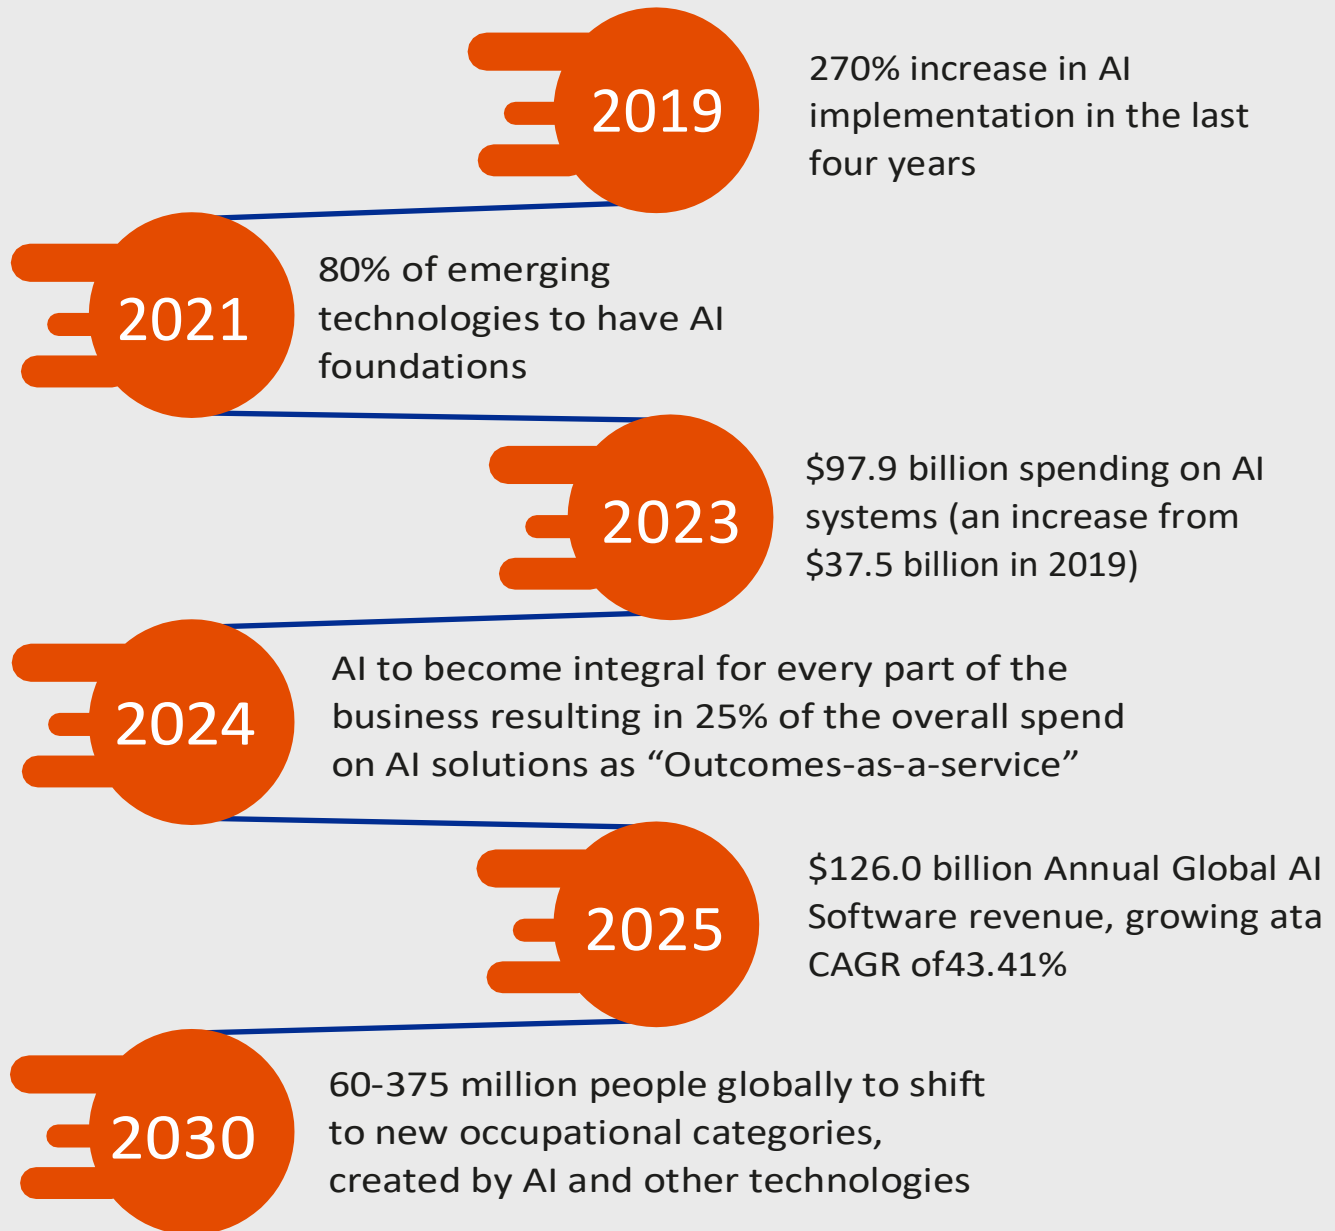 2019
270% increase in AI
implementation in the last
four years
2021
80% of emerging
technologies to have AI
foundations
2023
$97.9 billion spending on AI
systems (an increase from
$37.5 billion in 2019)
2024
AI to become integral for every part of the
business resulting in 25% of the overall spend
on AI solutions as “Outcomes-as-a-service”
2025
$126.0 billion Annual Global AI
Software revenue, growing ata
CAGR of43.41%
2030
60-375 million people globally to shift
to new occupational categories,
created by AI and other technologies